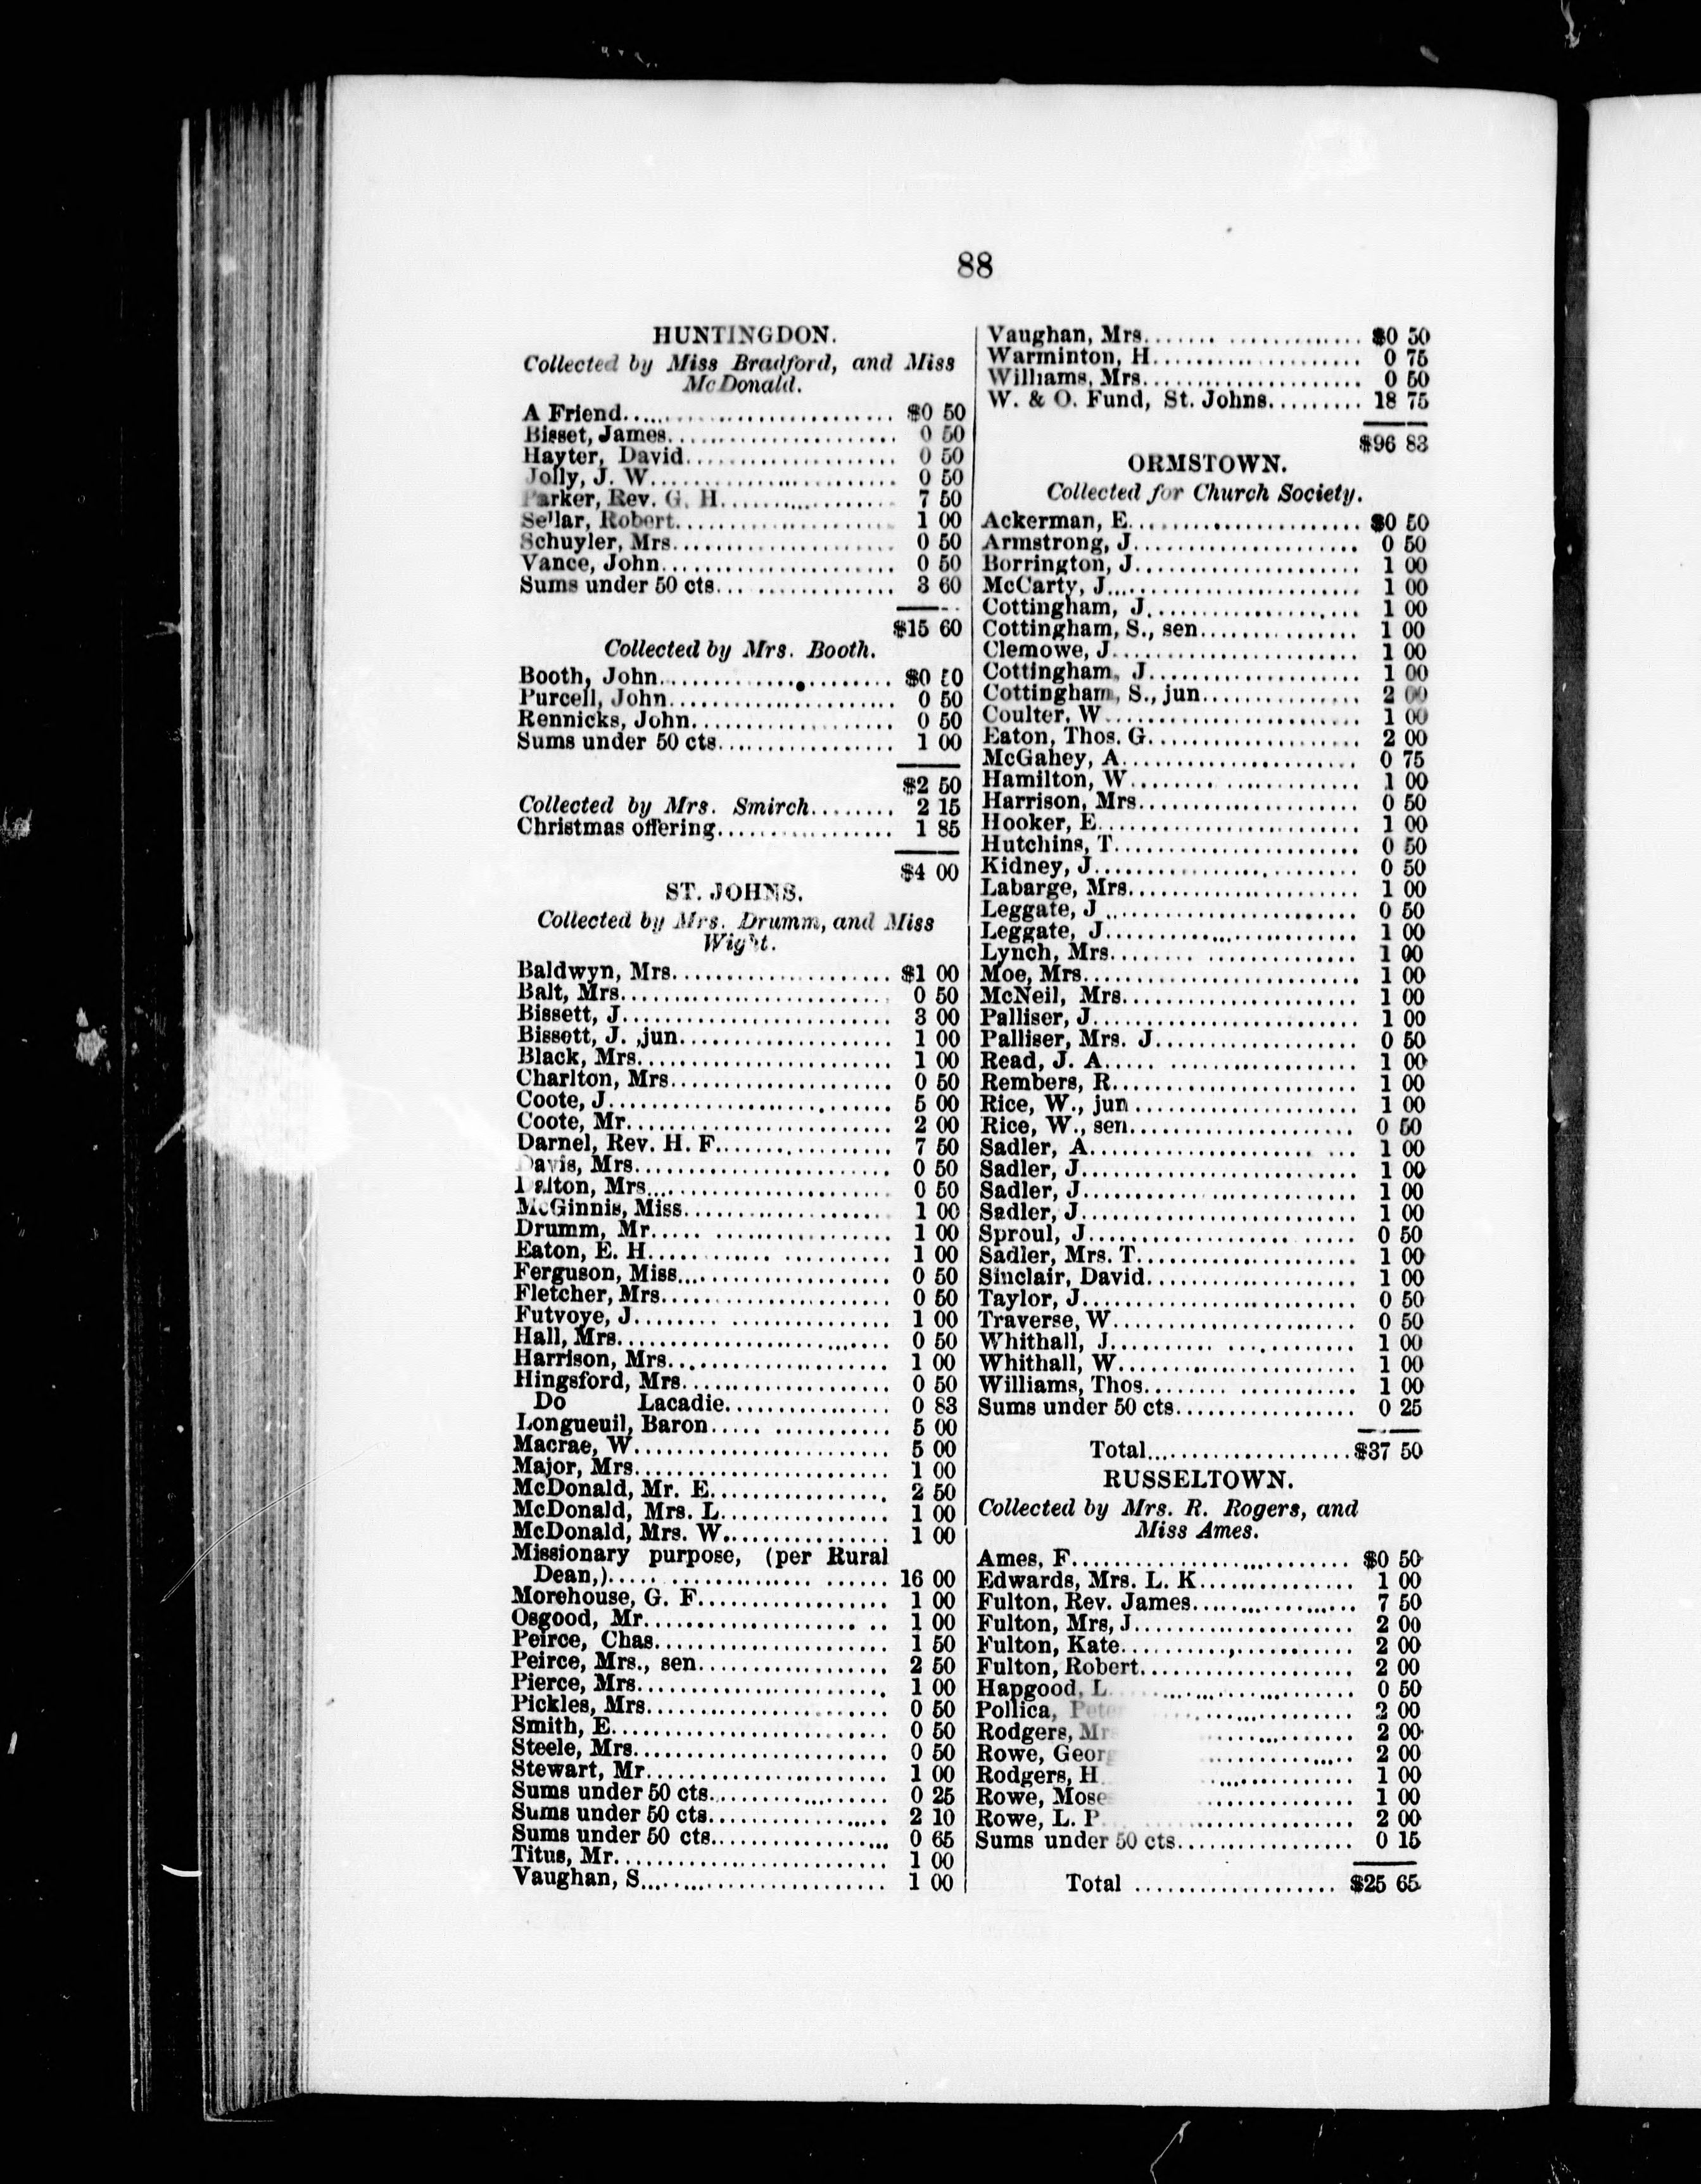 88
HUNTINGDON.
Collected by Miss Bradford, and Miss
McDonald.
A Friend................................ $0 50
Bisset, James........................ 0 50
Hayter, David...................... 0 50
Jolly, J. W............................ 0 50
Parker, Rev. G. H................. 7 50
Sellar, Robert........................ 1 00
Schuyler, Mrs....................... 0 50
Vance, John......................... 0 50
Sums under 50 cts................ 3 60
$15 60
Collected by Mrs. Booth.
Booth, John......................... $0 50
Purcell, John........................ 0 50
Rennicks, John..................... 0 50
Sums under 50 cts................ 1 00
$2 50
Collected by Mrs. Smirch........ 2 15
Christmas offering................. 1 85
$4 00
ST. JOHNS.
Collected by Mrs. Drumm, and Miss
Wight.
Baldwyn, Mrs....................... $1 00
Balt, Mrs............................. 0 50
Bissett, J............................. 3 00
Bissett, J. ,jun..................... 1 00
Black, Mrs........................... 1 00
Charlton, Mrs....................... 0 50
Coote, J.............................. 5 00
Coote, Mr............................ 2 00
Darnel, Rev. H. F................. 7 50
Davis, Mrs........................... 0 50
Dalton, Mrs......................... 0 50
McGinnis, Miss..................... 1 00
Drumm, Mr.......................... 1 00
Eaton, E. H......................... 1 00
Ferguson, Miss..................... 0 50
Fletcher, Mrs....................... 0 50
Futvoye, J........................... 1 00
Hall, Mrs............................. 0 50
Harrison, Mrs....................... 1 00
Hingsford, Mrs..................... 0 50
Do Lacadie................ 0 83
Longueuil, Baron................. 5 00
Macrae, W........................... 5 00
Major, Mrs........................... 1 00
McDonald, Mr. E.................. 2 50
McDonald, Mrs. L................. 1 00
McDonald, Mrs. W................ 1 00
Missionary purpose, (per Rural
Dean,)............................ 16 00
Morehouse, G. F................... 1 00
Osgood, Mr.......................... 1 00
Peirce, Chas........................ 1 50
Peirce, Mrs., sen.................. 2 50
Pierce, Mrs.......................... 1 00
Pickles, Mrs......................... 0 50
Smith, E.............................. 0 50
Steele, Mrs.......................... 0 50
Stewart, Mr......................... 1 00
Sums under 50 cts................ 0 25
Sums under 50 cts................ 2 10
Sums under 50 cts................ 0 65
Titus, Mr............................. 1 00
Vaughan, S.......................... 1 00
Vaughan, Mrs...................... $0 50
Warminton, H...................... 0 75
Williams, Mrs...................... 0 50
W. & O. Fund, St. Johns......... 18 75
$96 83
ORMSTOWN.
Collected for Church Society.
Ackerman, E........................ $0 50
Armstrong, J....................... 0 50
Borrington, J....................... 1 00
McCarty, J........................... 1 00
Cottingham, J...................... 1 00
Cottingham, S., sen.............. 1 00
Clemowe, J.......................... 1 00
Cottingham, J...................... 1 00
Cottingham, S., jun.............. 2 00
Coulter, W........................... 1 00
Eaton, Thos. G..................... 2 00
McGahey, A......................... 0 75
Hamilton, W........................ 1 00
Harrison, Mrs...................... 0 50
Hooker, E............................ 1 00
Hutchins, T......................... 0 50
Kidney, J............................ 0 50
Labarge, Mrs....................... 1 00
Leggate, J........................... 0 50
Leggate, J........................... 1 00
Lynch, Mrs.......................... 1 00
Moe, Mrs............................. 1 00
McNeil, Mrs......................... 1 00
Palliser, J............................ 1 00
Palliser, Mrs. J..................... 0 50
Read, J. A........................... 1 00
Rembers, R.......................... 1 00
Rice, W., jun....................... 1 00
Rice, W., sen....................... 0 50
Sadler, A............................. 1 00
Sadler, J............................. 1 00
Sadler, J............................. 1 00
Sadler, J............................. 1 00
Sproul, J............................. 0 50
Sadler, Mrs. T...................... 1 00
Sinclair, David..................... 1 00
Taylor, J............................. 0 50
Traverse, W......................... 0 50
Whithall, J.......................... 1 00
Whithall, W......................... 1 00
Williams, Thos..................... 1 00
Sums under 50 cts................ 0 25
Total.......................$37 50
RUSSELTOWN.
Collected by Mrs. R. Rogers, and
Miss Ames.
Ames, F............................... $0 50
Edwards, Mrs. L. K............... 1 00
Fulton, Rev. James............... 7 50
Fulton, Mrs, J...................... 2 00
Fulton, Kate........................ 2 00
Fulton, Robert..................... 2 00
Hapgood, L.......................... 0 50
Pollica, Peter....................... 2 00
Rodgers, Mrs....................... 2 00
Rowe, Georg....................... 2 00
Rodgers, H.......................... 1 00
Rowe, Mose......................... 1 00
Rowe, L. P........................... 2 00
Sums under 50 cts................ 0 15
Total .................... $25 65